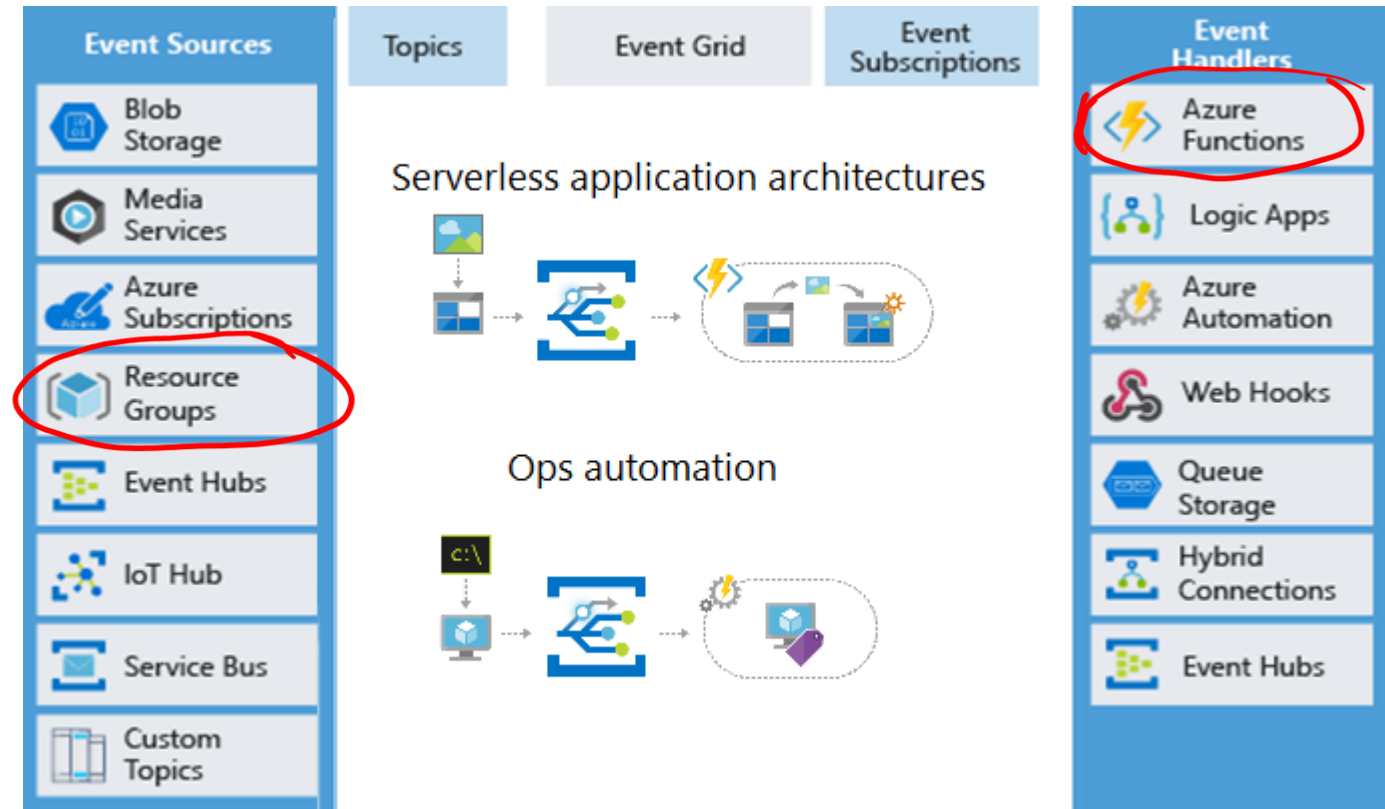 Event Sources
Blob
Storage
Media
Services
Azure
Subscriptions
Resource
Groups
Event Hubs
IoT Hub
Service Bus
Custom
Topics
Topics
Event Grid
Event
Subscriptions
Serverless application architectures
Ops automation
c:\
Event
Handlers
Azure
Functions
Logic Apps
Azure
Automation
Web Hooks
Queue
Storage
Hybrid
Connections
Event Hubs